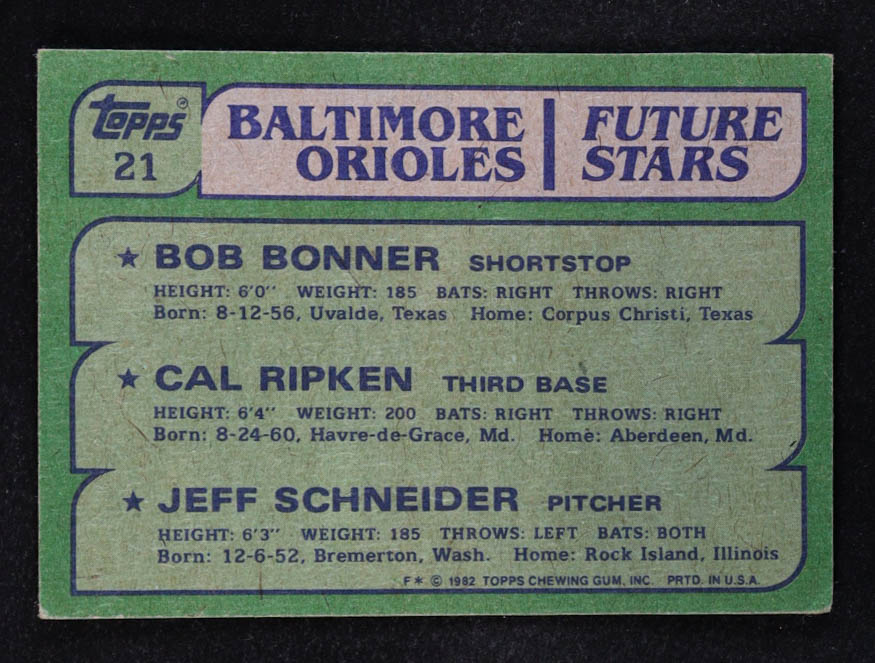 Topps®
21
BALTIMORE ORIOLES
FUTURE STARS
★ BOB BONNER SHORTSTOP
HEIGHT: 6'0" WEIGHT: 185 BATS: RIGHT THROWS: RIGHT
Born: 8-12-56, Uvalde, Texas Home: Corpus Christi, Texas
★ CAL RIPKEN THIRD BASE
HEIGHT: 6'4" WEIGHT: 200 BATS: RIGHT THROWS: RIGHT
Born: 8-24-60, Havre-de-Grace, Md. Home: Aberdeen, Md.
★ JEFF SCHNEIDER PITCHER
HEIGHT: 6'3" WEIGHT: 185 THROWS: LEFT BATS: BOTH
Born: 12-6-52, Bremerton, Wash. Home: Rock Island, Illinois
F* © 1982 TOPPS CHEWING GUM, INC. PRTD. IN U.S.A.